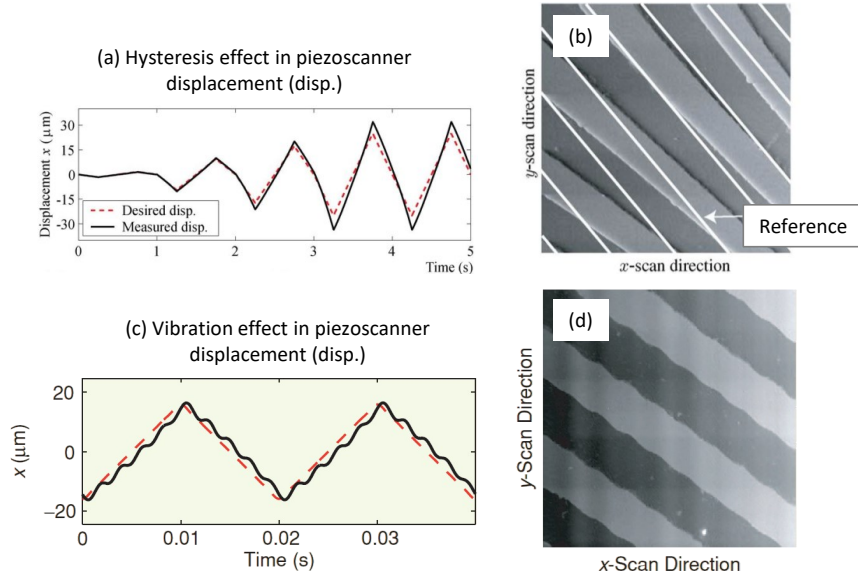 (a) Hysteresis effect in piezoscanner
displacement (disp.)
Displacement x (μm)
30
15
0
-15
-30
Desired disp.
Measured disp.
0 1 2 3 4 5
Time (s)
(b)
y-scan direction
Reference
x-scan direction
(c) Vibration effect in piezoscanner
displacement (disp.)
x (μm)
20
0
−20
0 0.01 0.02 0.03
Time (s)
(d)
y-Scan Direction
x-Scan Direction